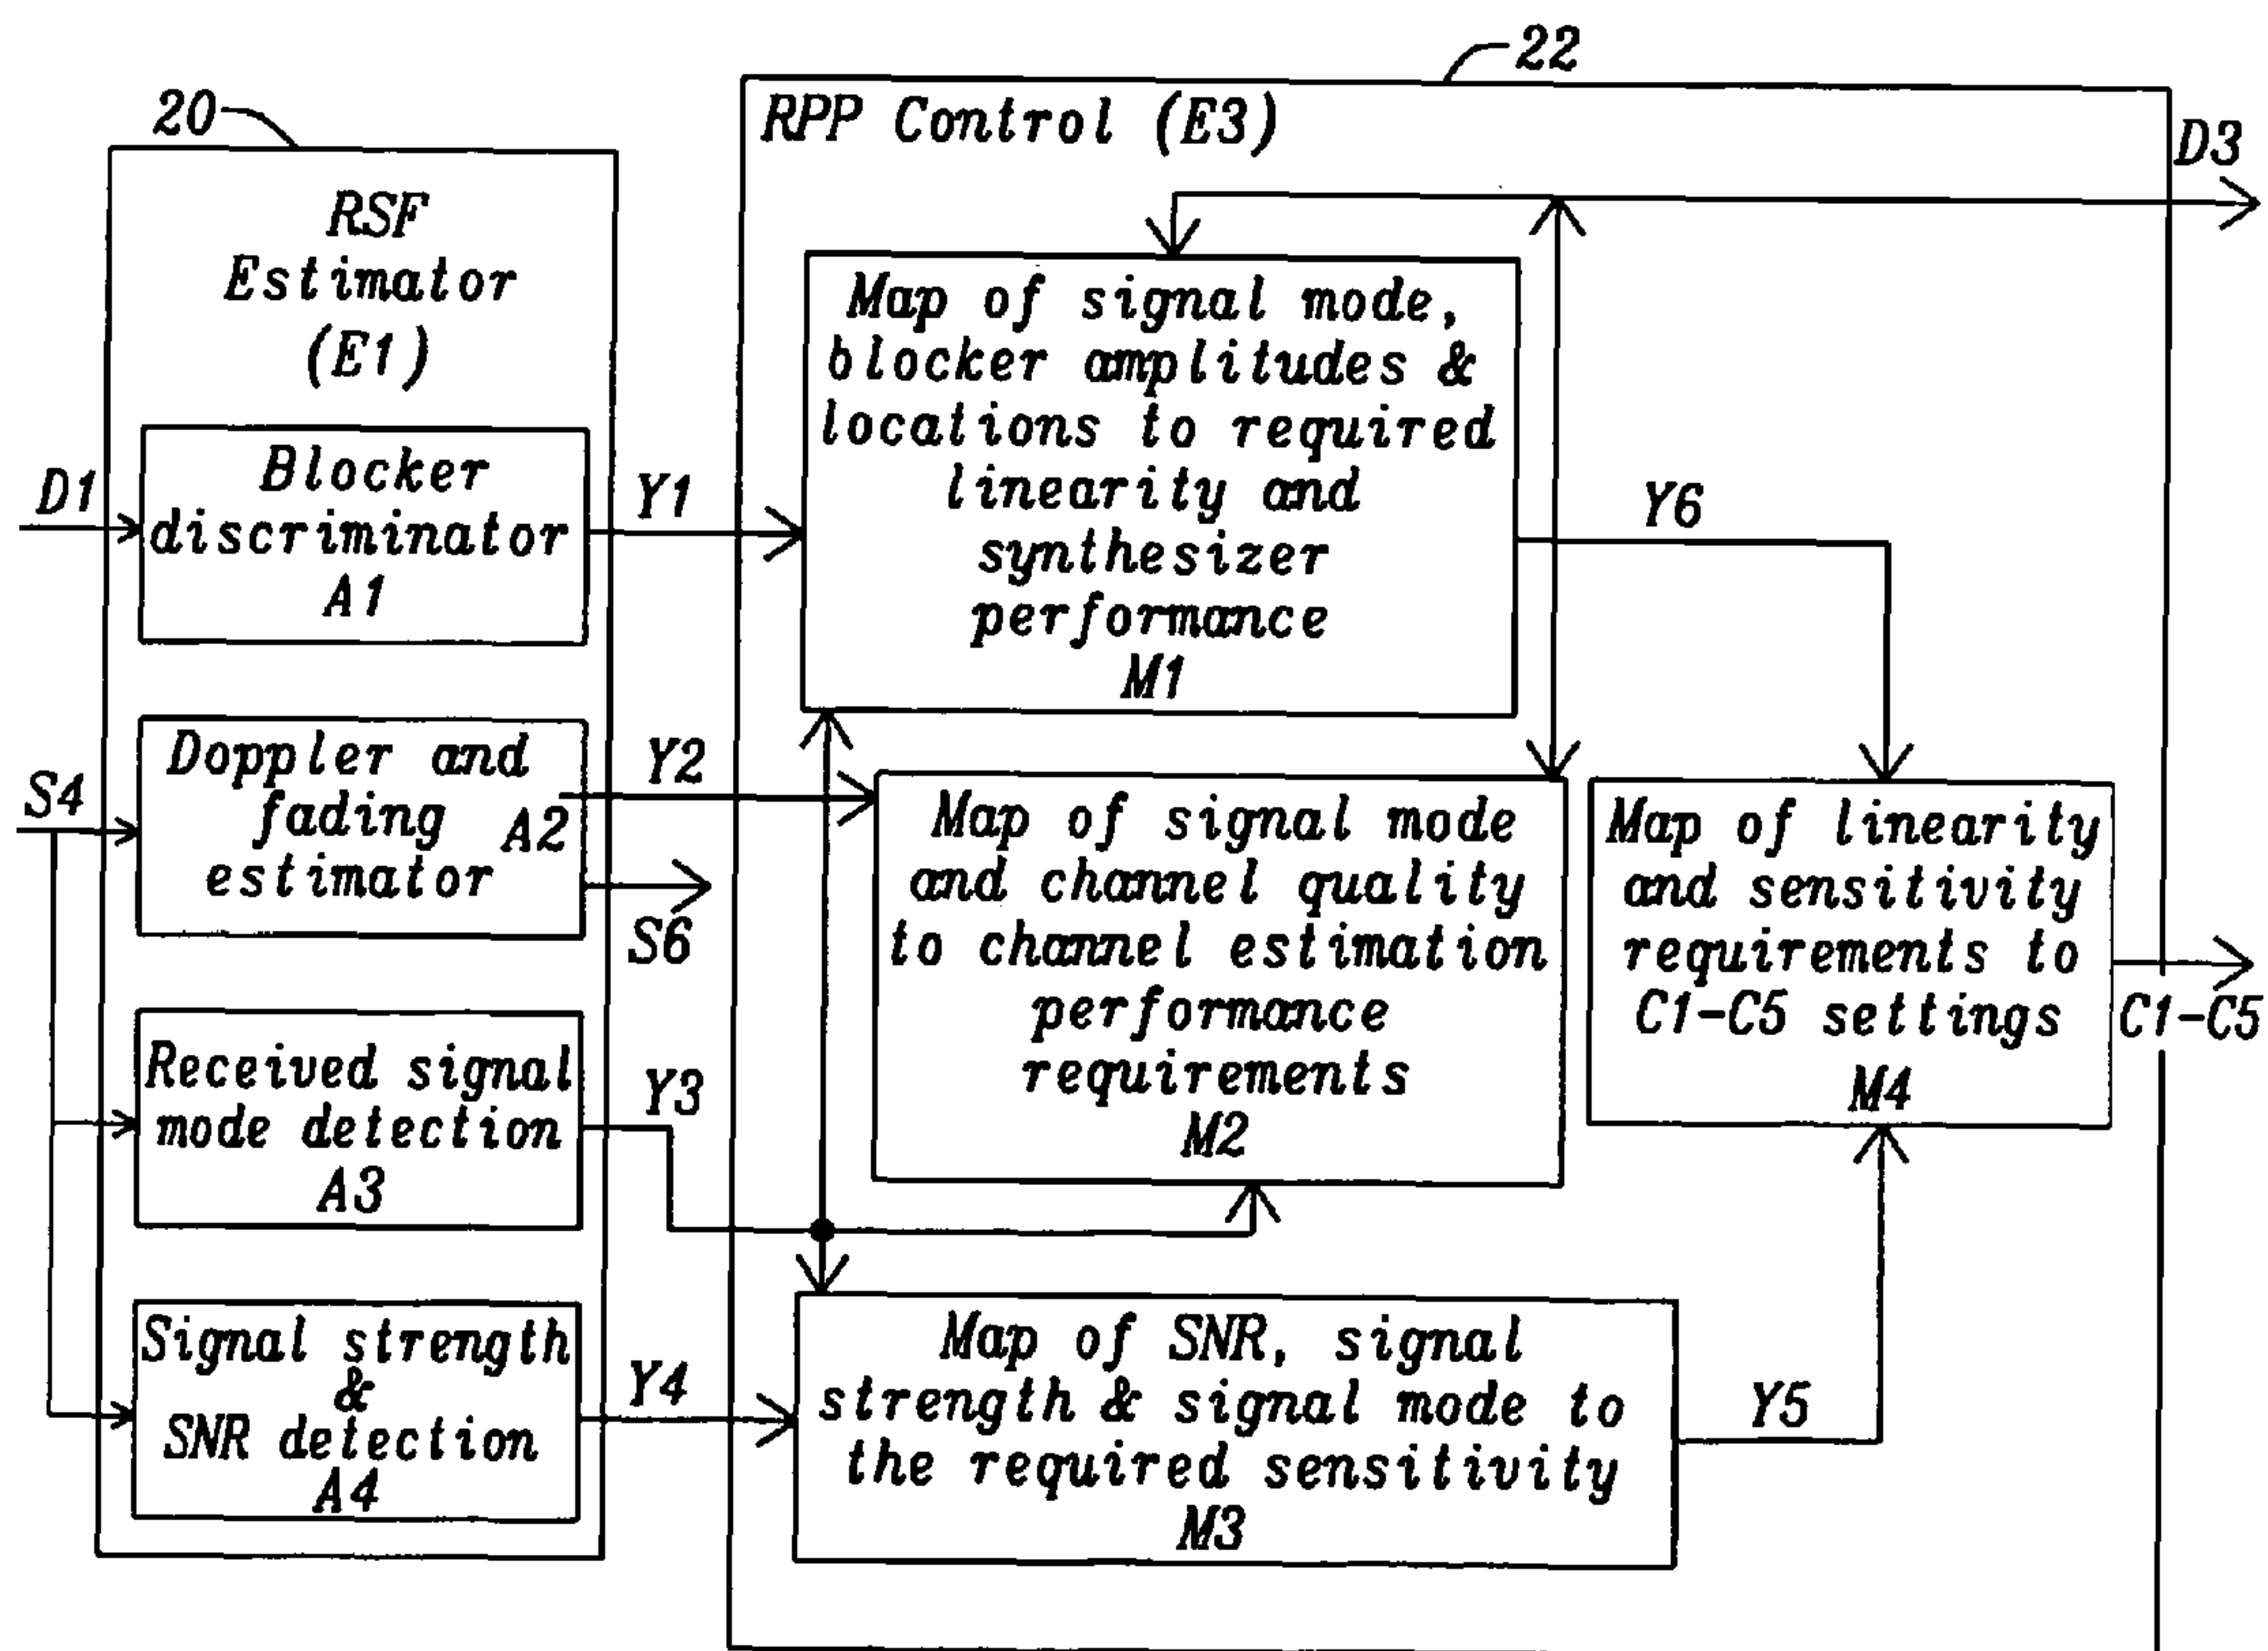 22
20
RPP Control (E3)
D3
RSF
Estimator
(E1)
Map of signal mode,
blocker amplitudes &
locations to required
linearity and
synthesizer
performance
M1
D1
Blocker
discriminator
A1
Y1
Y6
S4
Doppler and
fading
estimator
A2
Y2
S6
Map of signal mode
and channel quality
to channel estimation
performance
requirements
M2
Map of linearity
and sensitivity
requirements to
C1-C5 settings
M4
C1-C5
Received signal
mode detection
A3
Y3
Signal strength
&
SNR detection
A4
Y4
Map of SNR, signal
strength & signal mode to
the required sensitivity
M3
Y5